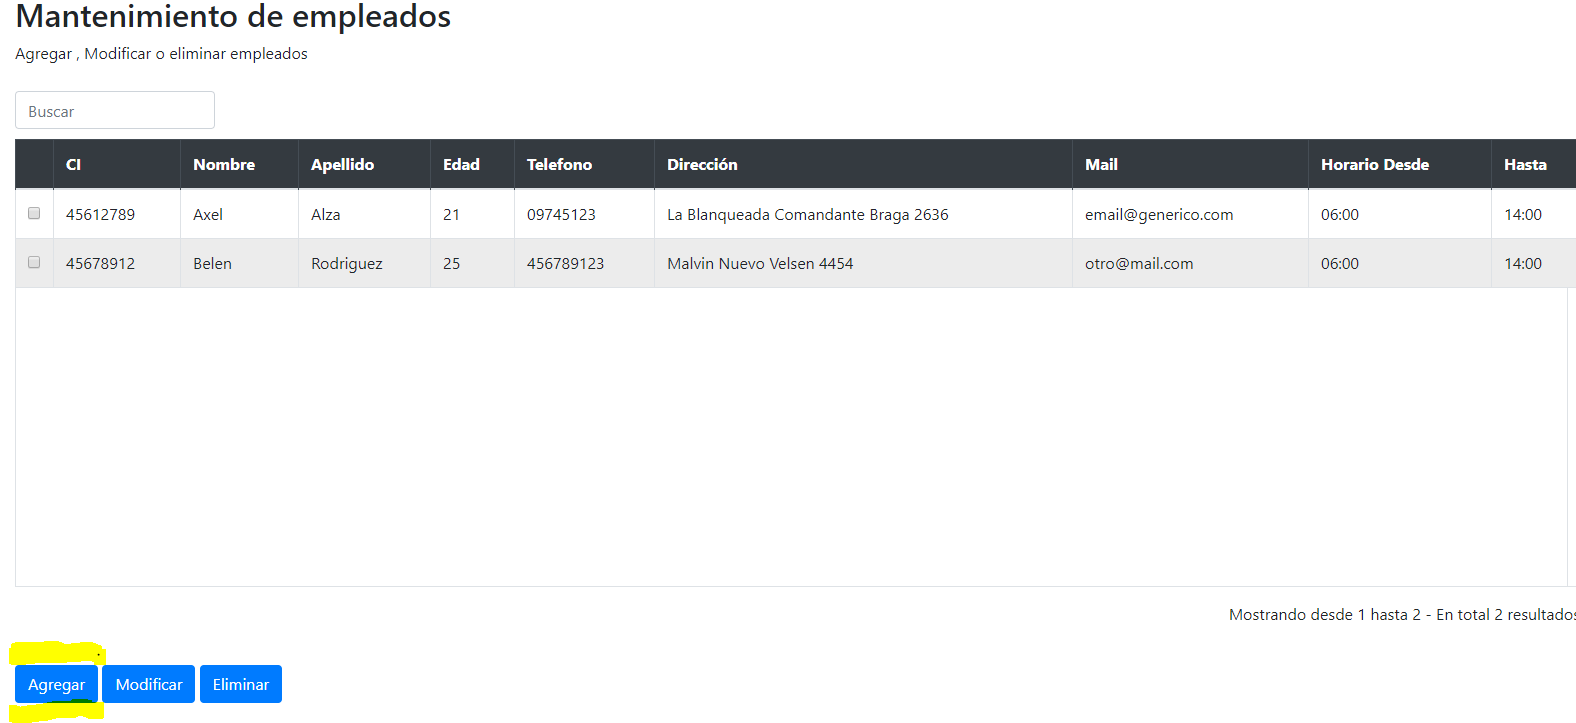 Mantenimiento de empleados
Agregar , Modificar o eliminar empleados
Buscar
CI Nombre Apellido Edad Telefono Dirección Mail Horario Desde Hasta
45612789 Axel Alza 21 09745123 La Blanqueada Comandante Braga 2636 email@generico.com 06:00 14:00
45678912 Belen Rodriguez 25 456789123 Malvin Nuevo Velsen 4454 otro@mail.com 06:00 14:00
Mostrando desde 1 hasta 2 - En total 2 resultados
Agregar Modificar Eliminar